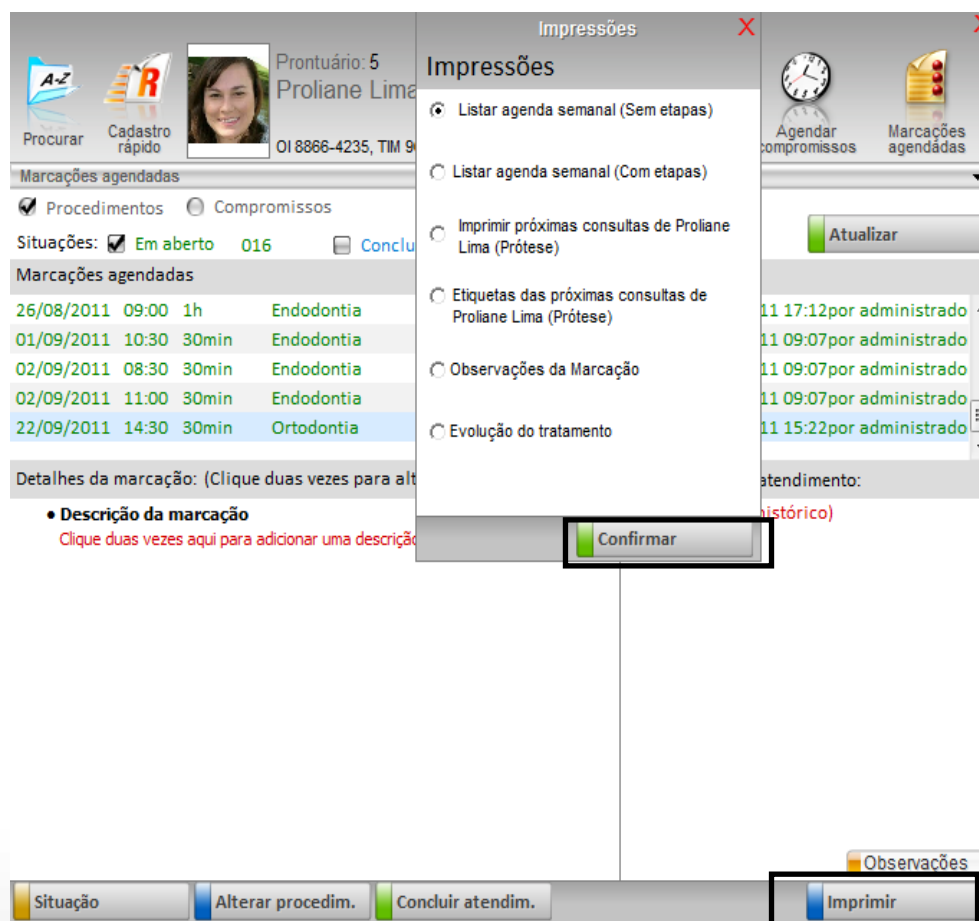 Impressões X
Impressões
A-Z
R
Procurar
Cadastro
rápido
Prontuário: 5
Proliane Lima
OI 8866-4235, TIM 9
Agendar
compromissos
Marcações
agendadas
Marcações agendadas
Procedimentos Compromissos
Situações: Em aberto 016 Conclu
Atualizar
Marcações agendadas
26/08/2011 09:00 1h Endodontia 11 17:12por administrado
01/09/2011 10:30 30min Endodontia 11 09:07por administrado
02/09/2011 08:30 30min Endodontia 11 09:07por administrado
02/09/2011 11:00 30min Endodontia 11 09:07por administrado
22/09/2011 14:30 30min Ortodontia 11 15:22por administrado
Listar agenda semanal (Sem etapas)
Listar agenda semanal (Com etapas)
Imprimir próximas consultas de Proliane
Lima (Prótese)
Etiquetas das próximas consultas de
Proliane Lima (Prótese)
Observações da Marcação
Evolução do tratamento
Confirmar
Detalhes da marcação: (Clique duas vezes para alt
atendimento:
• Descrição da marcação
Clique duas vezes aqui para adicionar uma descrição
histórico)
Observações
Situação Alterar procedim. Concluir atendim. Imprimir